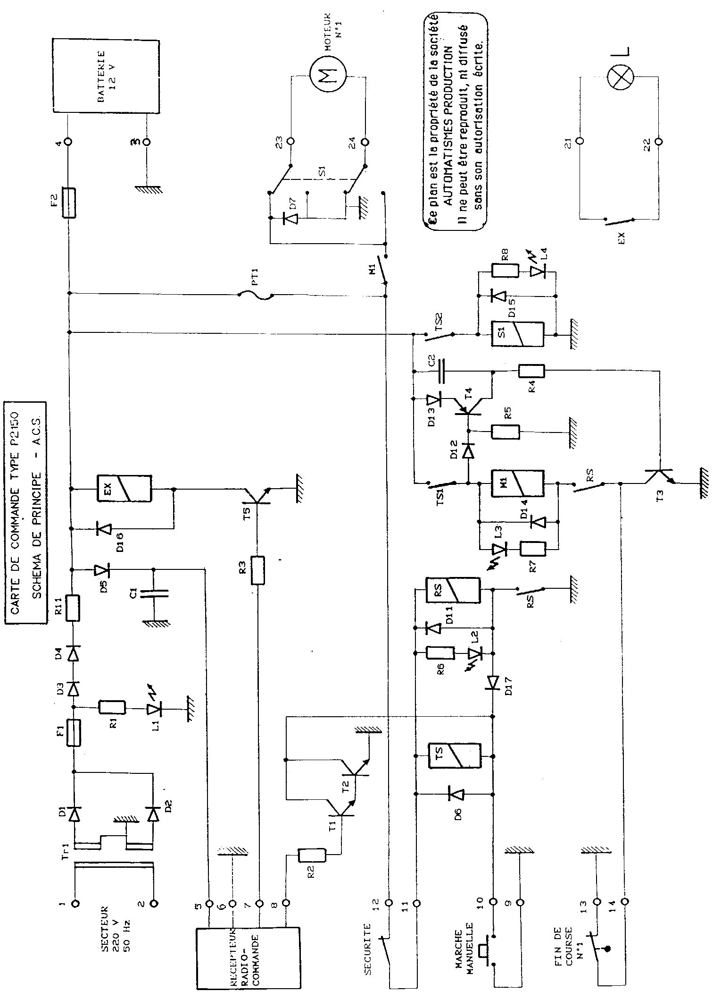 CARTE DE COMMANDE TYPE P2150
SCHEMA DE PRINCIPE - A.C.S.
SECTEUR
220 V
50 Hz
1
2
Tr1
D1
D2
F1
R1
L1
D3
D4
R11
D5
C1
D16
EX
T5
R3
F2
4
3
BATTERIE
12 V
RECEPTEUR
RADIO-
COMMANDE
5
6
7
8
R2
T1
T2
PT1
M1
D7
S1
23
24
M
MOTEUR
N°1
SECURITE
12
11
MARCHE
MANUELLE
10
9
FIN DE
COURSE
N°1
13
14
D6
TS
D17
R6
L2
D11
RS
RS
TS1
M1
D14
L3
R7
RS
T3
D12
D13
T4
R5
C2
R4
TS2
S1
D15
R8
L4
Ce plan est la propriété de la société
AUTOMATISMES PRODUCTION
Il ne peut être reproduit, ni diffusé
sans son autorisation écrite.
EX
21
22
L